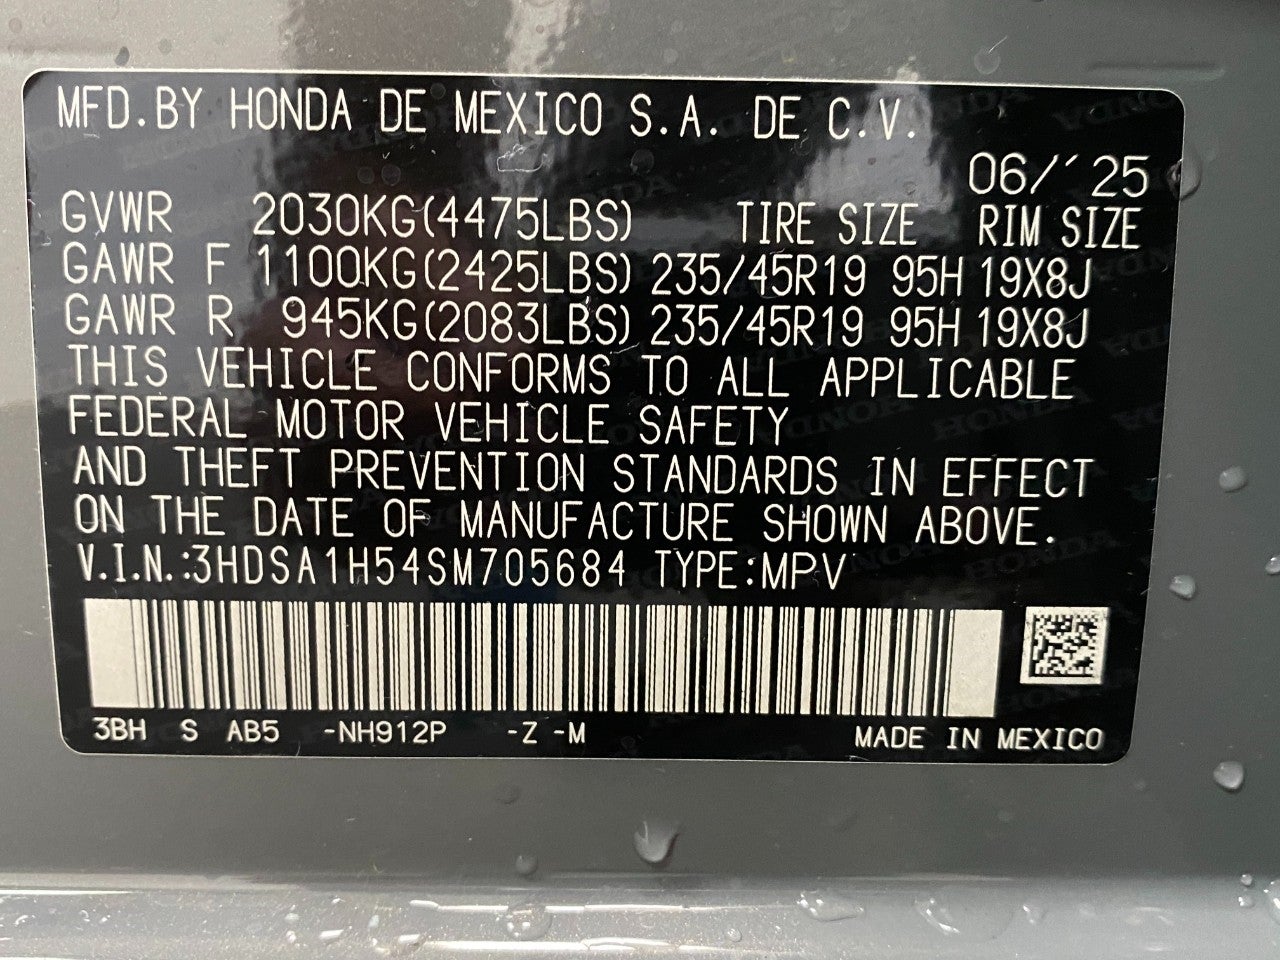 MFD.BY HONDA DE MEXICO S.A. DE C.V.
06/´25
GVWR 2030KG(4475LBS) TIRE SIZE RIM SIZE
GAWR F 1100KG(2425LBS) 235/45R19 95H 19X8J
GAWR R 945KG(2083LBS) 235/45R19 95H 19X8J
THIS VEHICLE CONFORMS TO ALL APPLICABLE
FEDERAL MOTOR VEHICLE SAFETY
AND THEFT PREVENTION STANDARDS IN EFFECT
ON THE DATE OF MANUFACTURE SHOWN ABOVE.
V.I.N.:3HDSA1H54SM705684 TYPE:MPV
3BH S AB5 -NH912P -Z -M MADE IN MEXICO